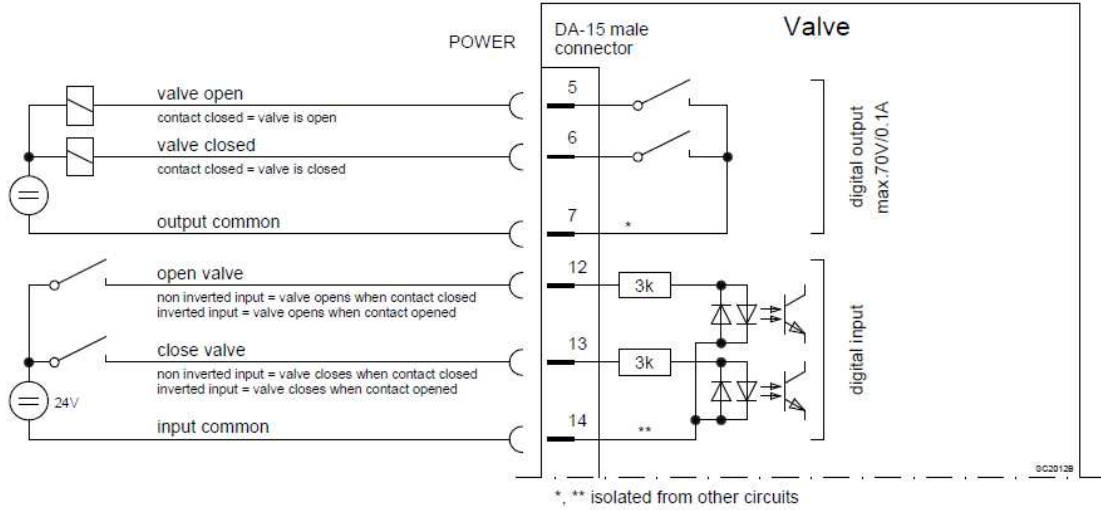 Valve
POWER
DA-15 male
connector
valve open
contact closed = valve is open
5
valve closed
contact closed = valve is closed
6
output common
7
*
digital output
max.70V/0.1A
open valve
non inverted input = valve opens when contact closed
inverted input = valve opens when contact opened
12
3k
close valve
non inverted input = valve closes when contact closed
inverted input = valve closes when contact opened
13
3k
24V
input common
14
**
digital input
SC2012B
*, ** isolated from other circuits